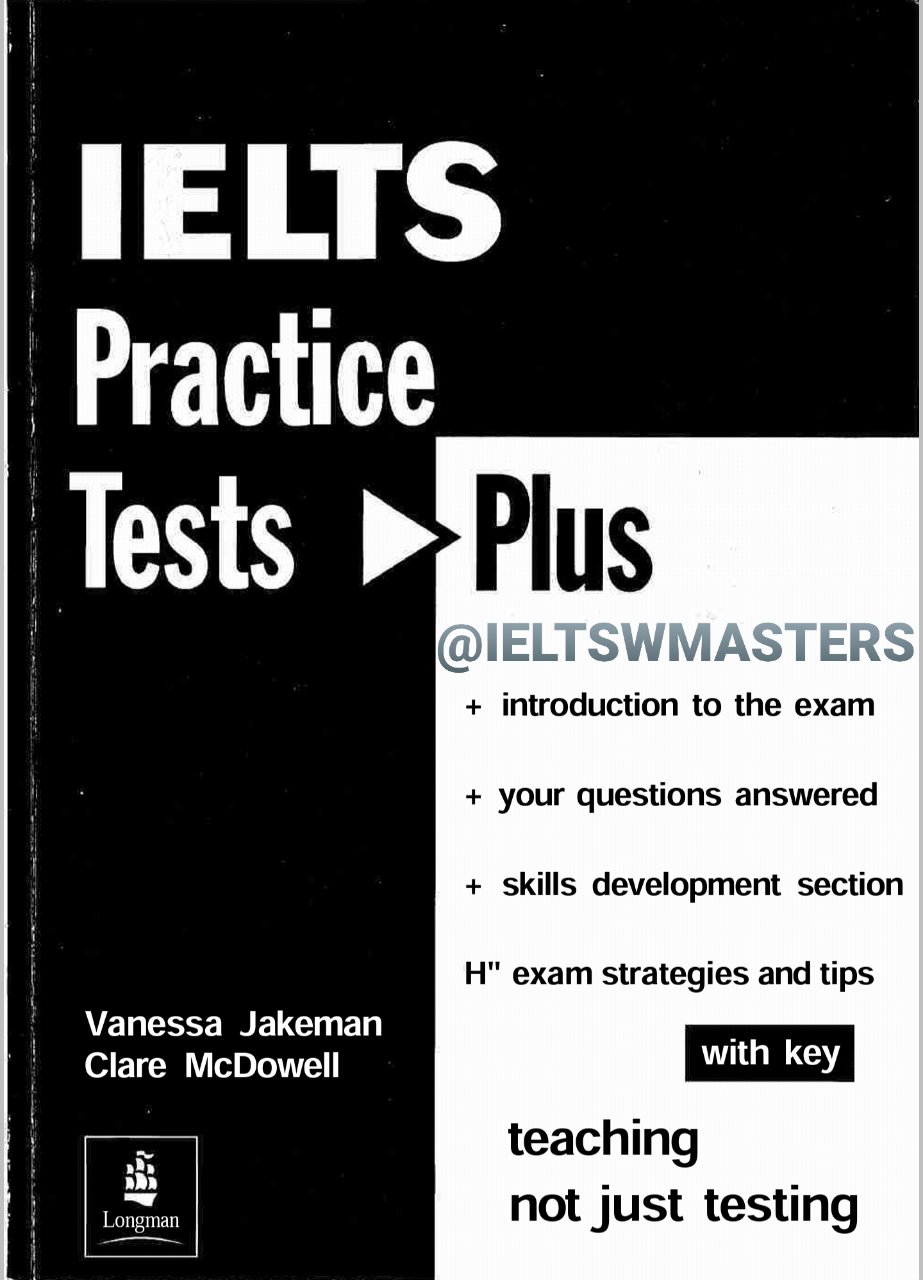 IELTS
Practice
Tests Plus
@IELTSWMASTERS
+ introduction to the exam
+ your questions answered
+ skills development section
H" exam strategies and tips
Vanessa Jakeman
Clare McDowell
with key
teaching
not just testing
Longman